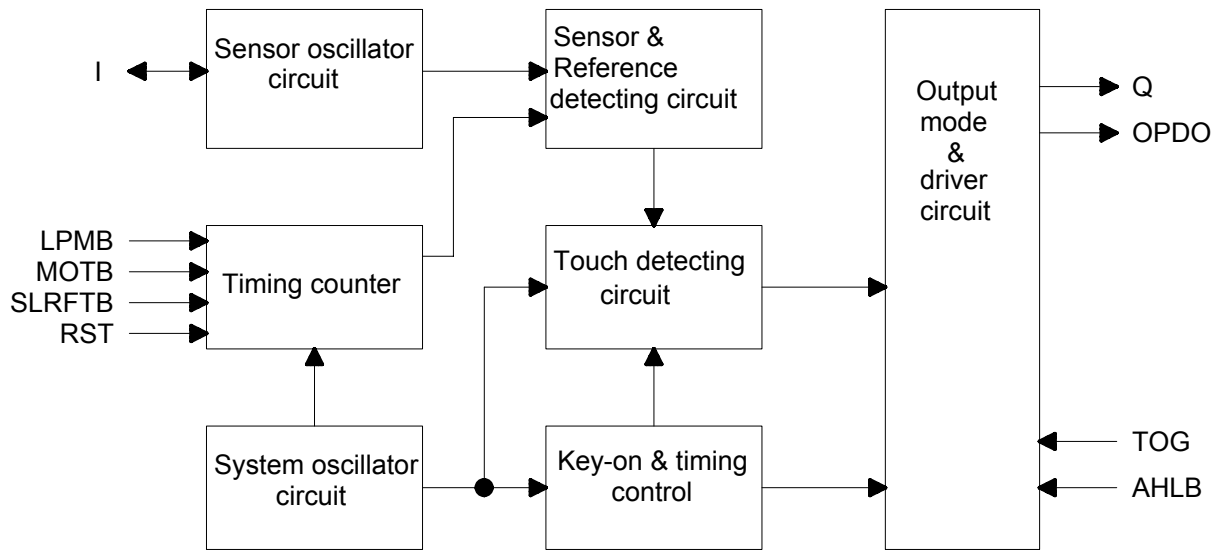 I
Sensor oscillator
circuit
Sensor &
Reference
detecting circuit
Output
mode
&
driver
circuit
Q
OPDO
LPMB
MOTB
SLRFTB
RST
Timing counter
Touch detecting
circuit
System oscillator
circuit
Key-on & timing
control
TOG
AHLB